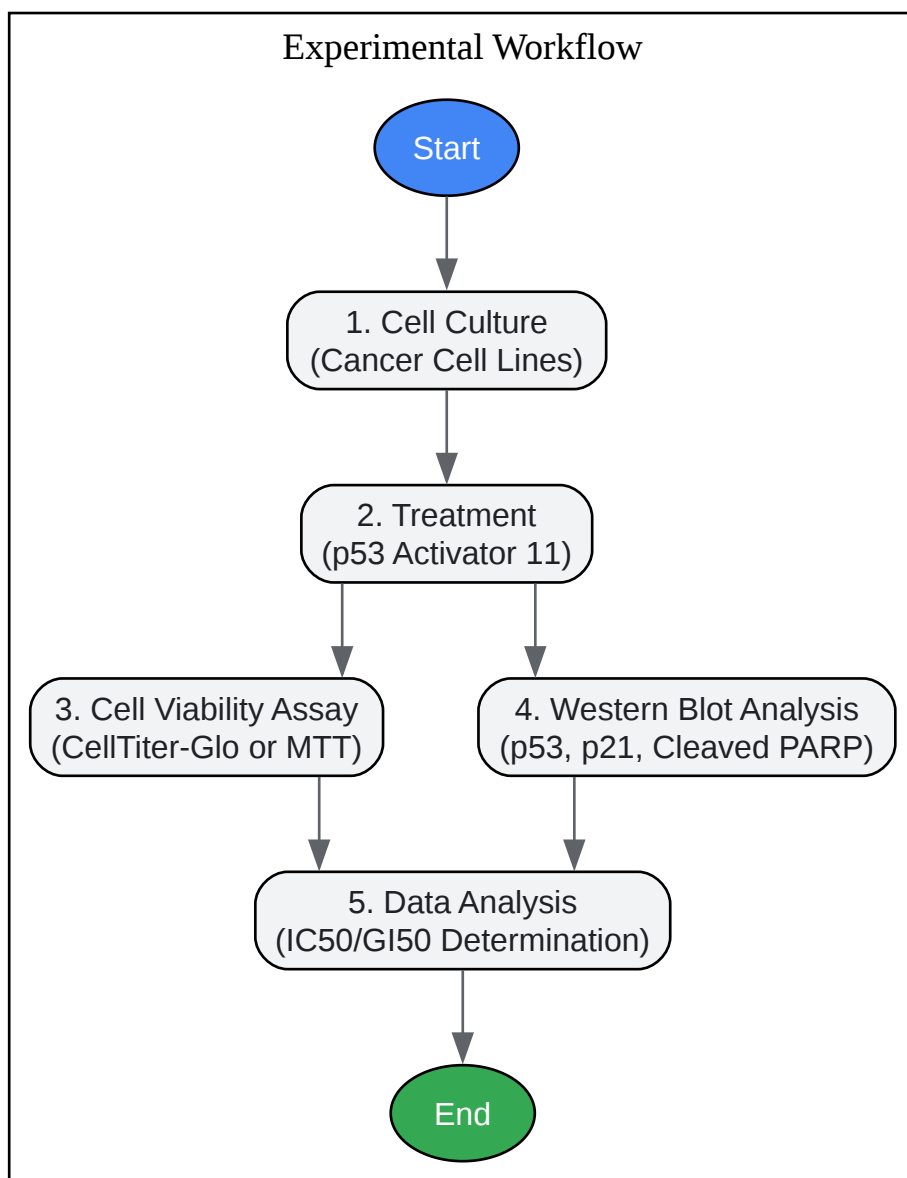 Experimental Workflow
Start
1. Cell Culture
(Cancer Cell Lines)
2. Treatment
(p53 Activator 11)
3. Cell Viability Assay
(CellTiter-Glo or MTT)
4. Western Blot Analysis
(p53, p21, Cleaved PARP)
5. Data Analysis
(IC50/GI50 Determination)
End